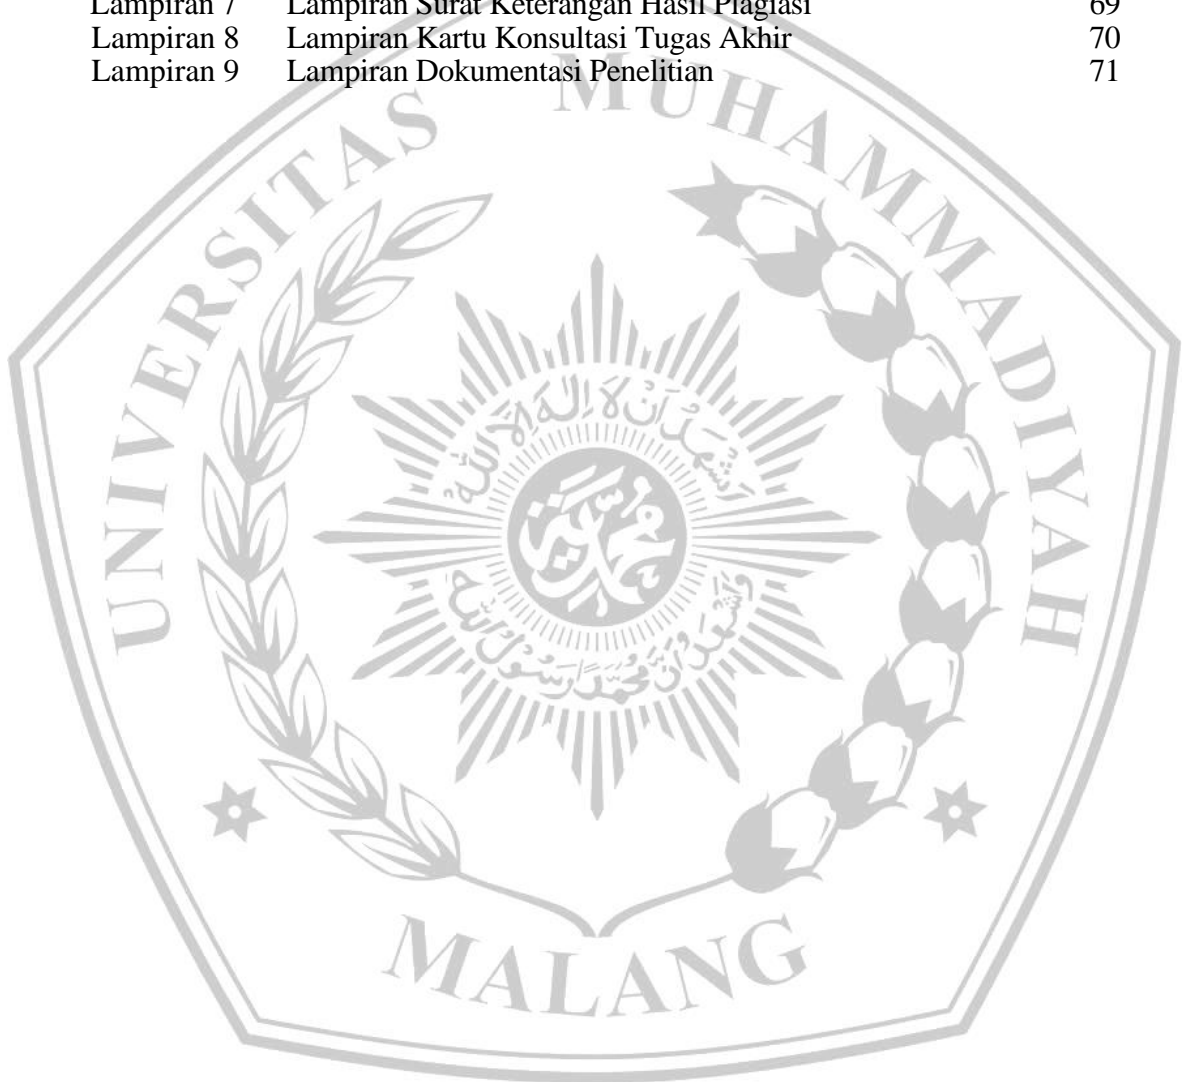 Lampiran 7 Lampiran Surat Keterangan Hasil Plagiasi 69
Lampiran 8 Lampiran Kartu Konsultasi Tugas Akhir 70
Lampiran 9 Lampiran Dokumentasi Penelitian 71
UNIVERSITAS MUHAMMADIYAH
MALANG